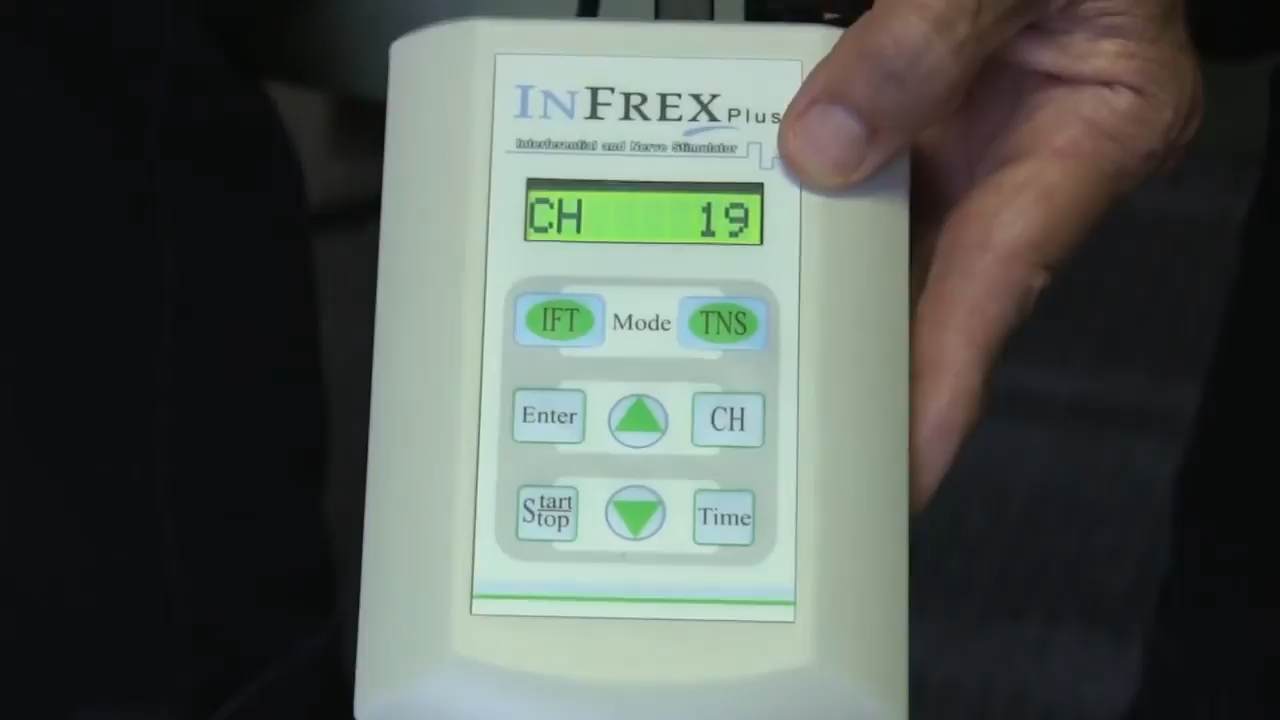 INFREX Plus
Interferential and Nerve Stimulator
CH 19
IFT Mode TNS
Enter CH
Start Stop Time